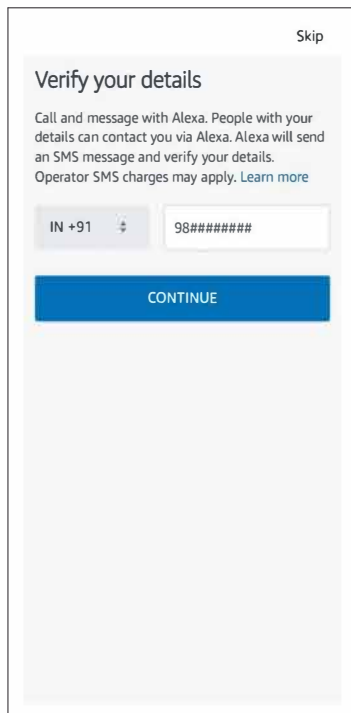 Skip
Verify your details
Call and message with Alexa. People with your
details can contact you via Alexa. Alexa will send
an SMS message and verify your details.
Operator SMS charges may apply. Learn more
IN +91 98########
CONTINUE